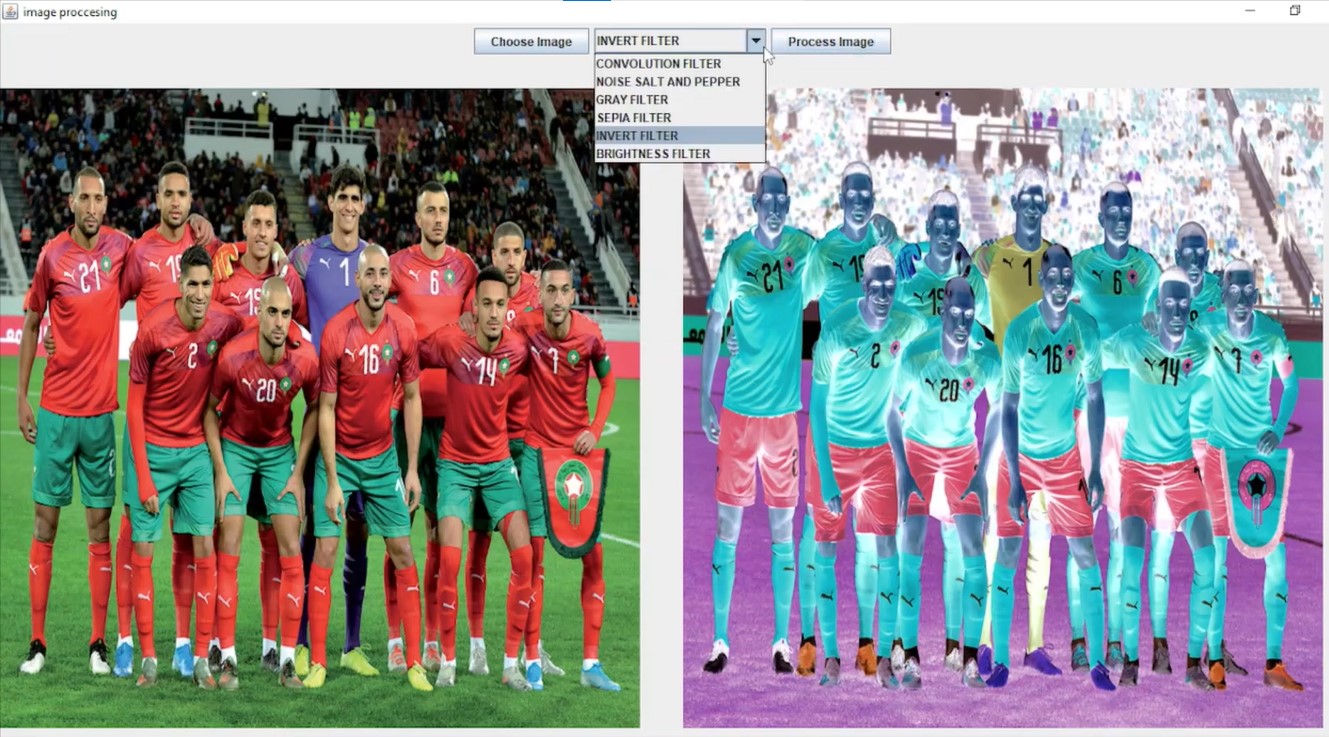 image proccesing
Choose Image
INVERT FILTER
Process Image
CONVOLUTION FILTER
NOISE SALT AND PEPPER
GRAY FILTER
SEPIA FILTER
INVERT FILTER
BRIGHTNESS FILTER
21
1
6
2
16
20
14
7
21
1
6
2
16
20
14
7